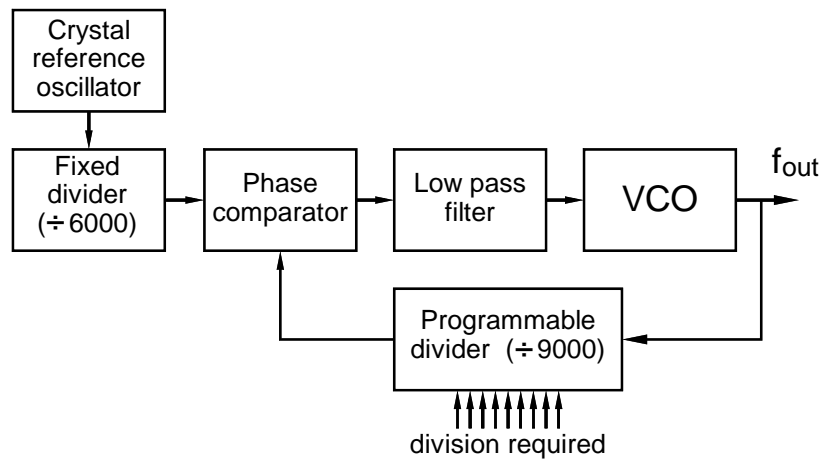 Crystal
reference
oscillator
Fixed
divider
(÷6000)
Phase
comparator
Low pass
filter
VCO
fout
Programmable
divider (÷9000)
division required